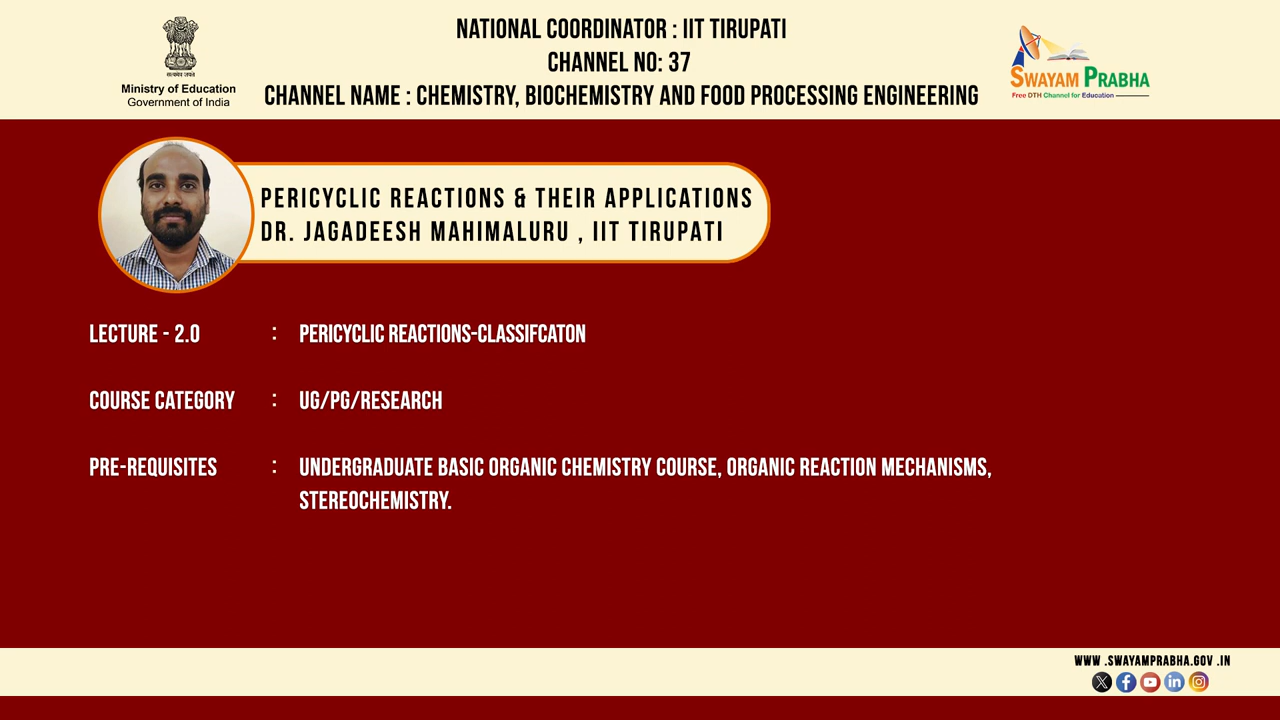 सत्यमेव जयते
Ministry of Education
Government of India
NATIONAL COORDINATOR : IIT TIRUPATI
CHANNEL NO: 37
CHANNEL NAME : CHEMISTRY, BIOCHEMISTRY AND FOOD PROCESSING ENGINEERING
SWAYAM PRABHA
Free DTH Channel for Education
PERICYCLIC REACTIONS & THEIR APPLICATIONS
DR. JAGADEESH MAHIMALURU , IIT TIRUPATI
LECTURE - 2.0 : PERICYCLIC REACTIONS-CLASSIFCATON
COURSE CATEGORY : UG/PG/RESEARCH
PRE-REQUISITES : UNDERGRADUATE BASIC ORGANIC CHEMISTRY COURSE, ORGANIC REACTION MECHANISMS,
STEREOCHEMISTRY.
WWW .SWAYAMPRABHA.GOV .IN